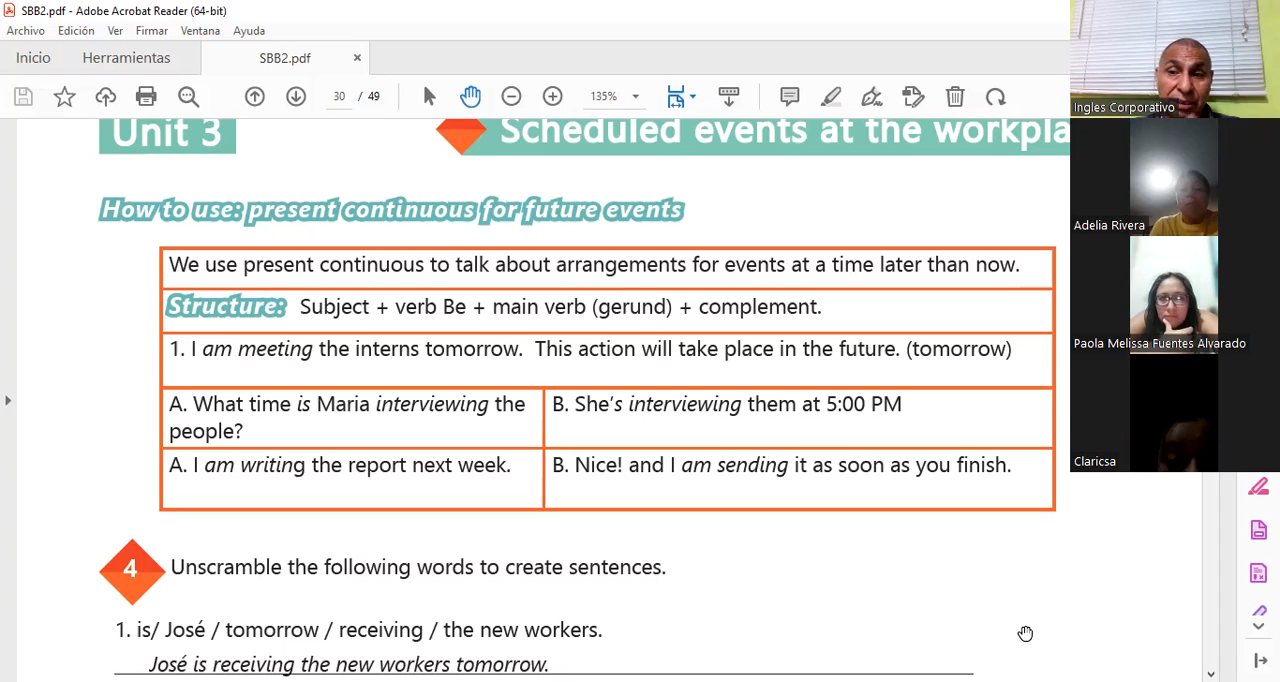 SBB2.pdf - Adobe Acrobat Reader (64-bit)
Archivo Edición Ver Firmar Ventana Ayuda
Inicio Herramientas SBB2.pdf ×
30 / 49 135%
Unit 3 Scheduled events at the workpla
How to use: present continuous for future events
We use present continuous to talk about arrangements for events at a time later than now.
Structure: Subject + verb Be + main verb (gerund) + complement.
1. I am meeting the interns tomorrow. This action will take place in the future. (tomorrow)
A. What time is Maria interviewing the people?
B. She's interviewing them at 5:00 PM
A. I am writing the report next week.
B. Nice! and I am sending it as soon as you finish.
4 Unscramble the following words to create sentences.
1. is/ José / tomorrow / receiving / the new workers.
José is receiving the new workers tomorrow.
Ingles Corporativo
Adelia Rivera
Paola Melissa Fuentes Alvarado
Claricsa